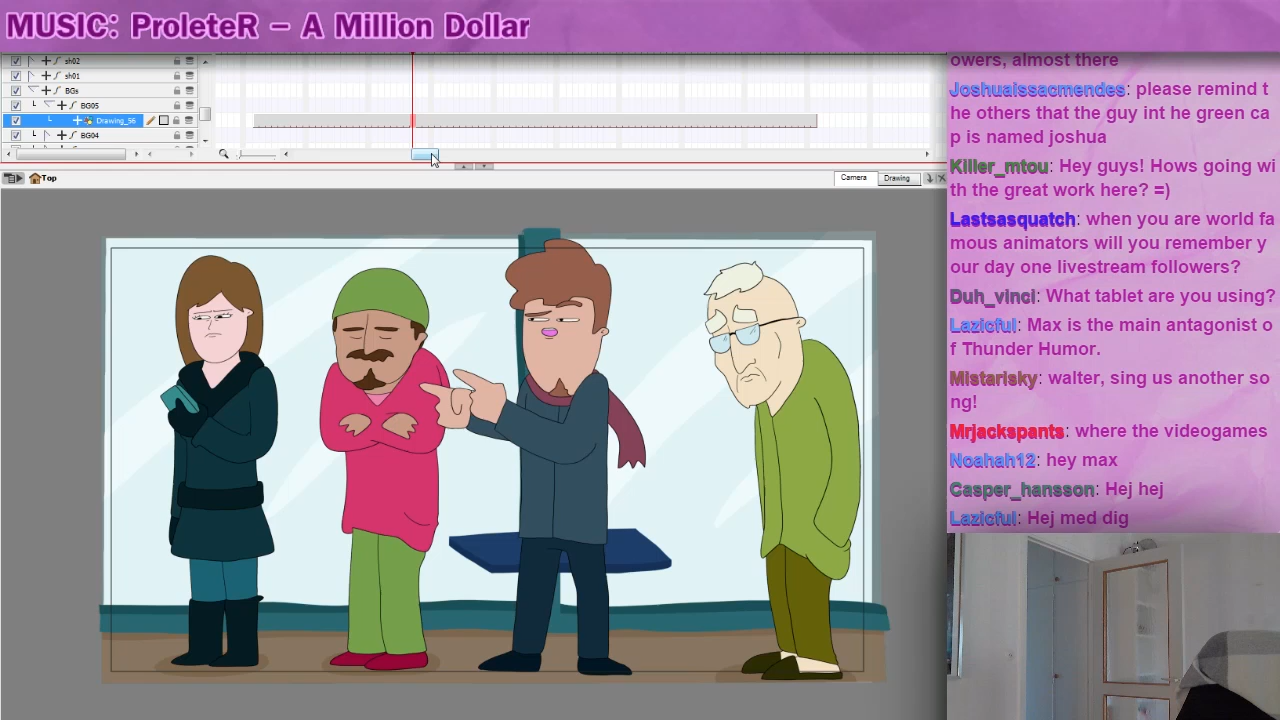 MUSIC: ProleteR – A Million Dollar
sh02
sh01
BGs
BG05
Drawing_56
BG04
Top
Camera
Drawing
owers, almost there
Joshuaissacmendes: please remind t
he others that the guy int he green ca
p is named joshua
Killer_mtou: Hey guys! Hows going wi
th the great work here? =)
Lastsasquatch: when you are world fa
mous animators will you remember y
our day one livestream followers?
Duh_vinci: What tablet are you using?
Lazicful: Max is the main antagonist o
f Thunder Humor.
Mistarisky: walter, sing us another so
ng!
Mrjackspants: where the videogames
Noahah12: hey max
Casper_hansson: Hej hej
Lazicful: Hej med dig